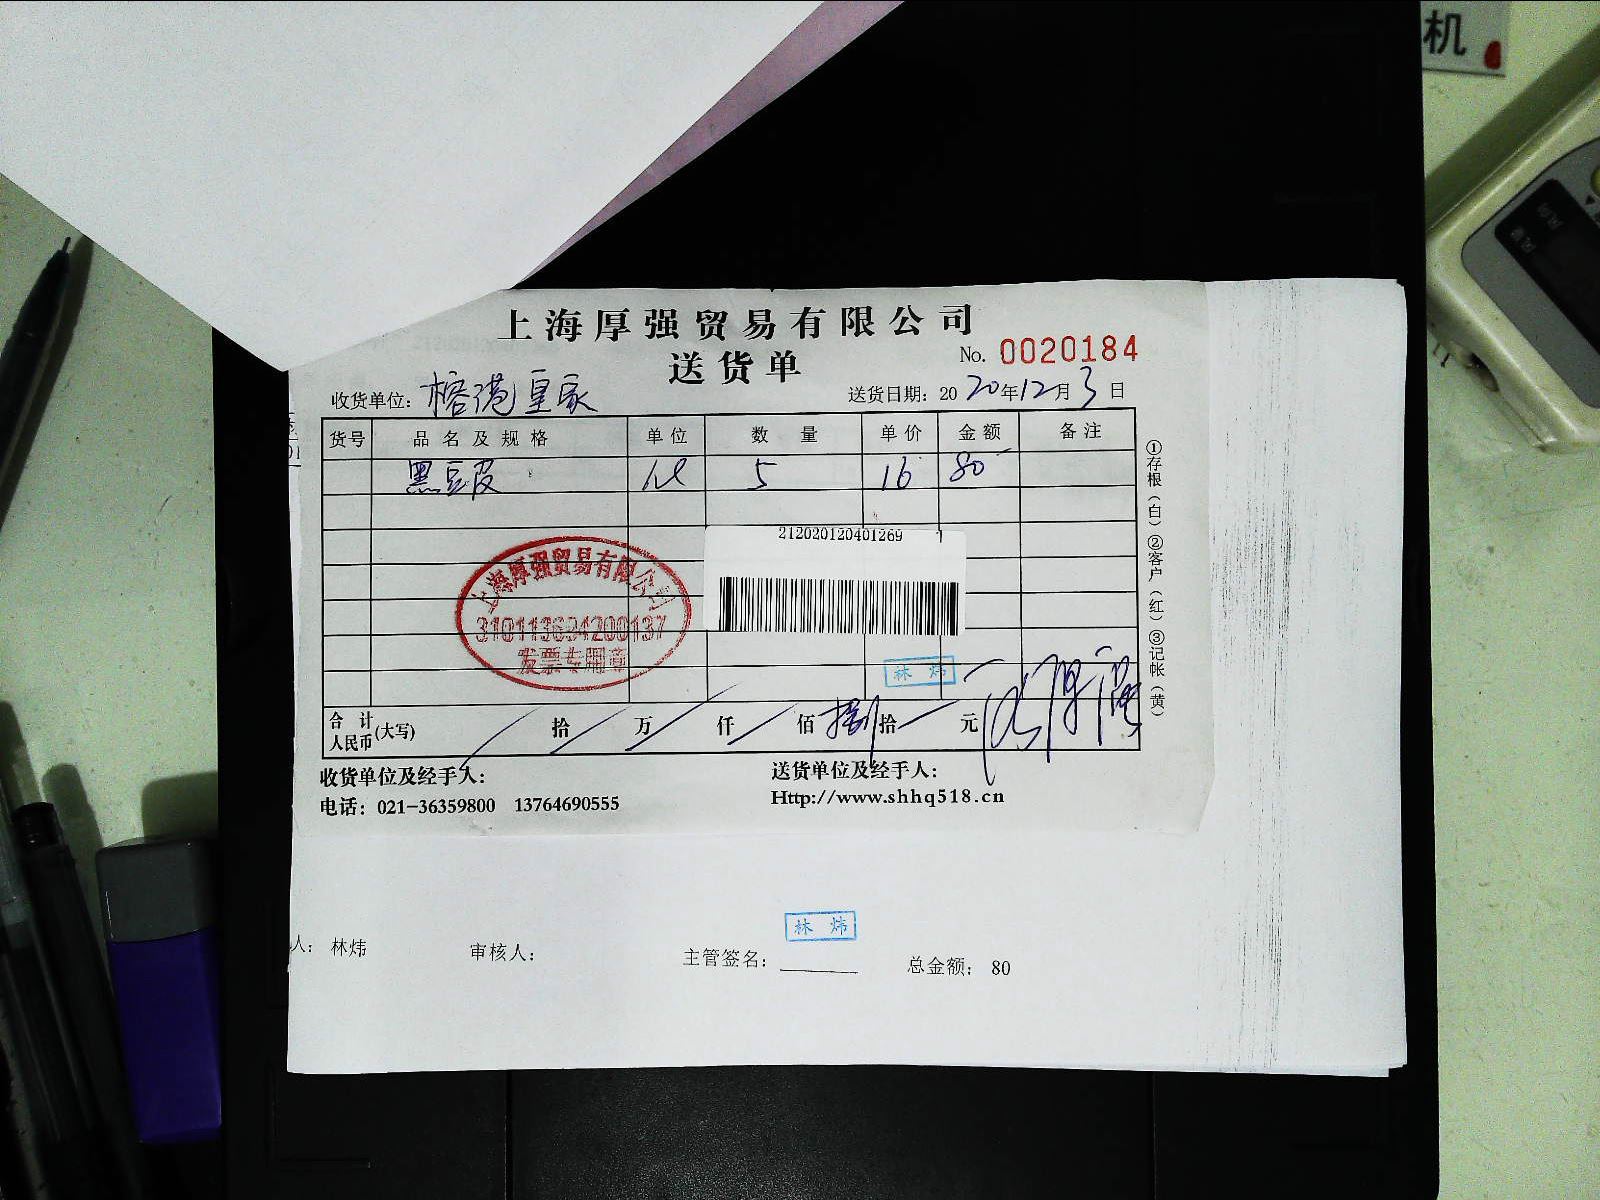 机
上海厚强贸易有限公司
送货单
No. 0020184
收货单位：榕港皇家
送货日期：2020年12月3日
货号 品名及规格 单位 数量 单价 金额 备注
黑豆皮 5 16 80
212020120401269 1
上海厚强贸易有限公司
310113694200137
发票专用章
林炜
合计人民币(大写) 拾 万 仟 佰 捌拾 元
①存根（白）②客户（红）③记帐（黄）
收货单位及经手人：
送货单位及经手人：
电话：021-36359800 13764690555
Http://www.shhq518.cn
林炜
人：林炜 审核人： 主管签名： 总金额：80